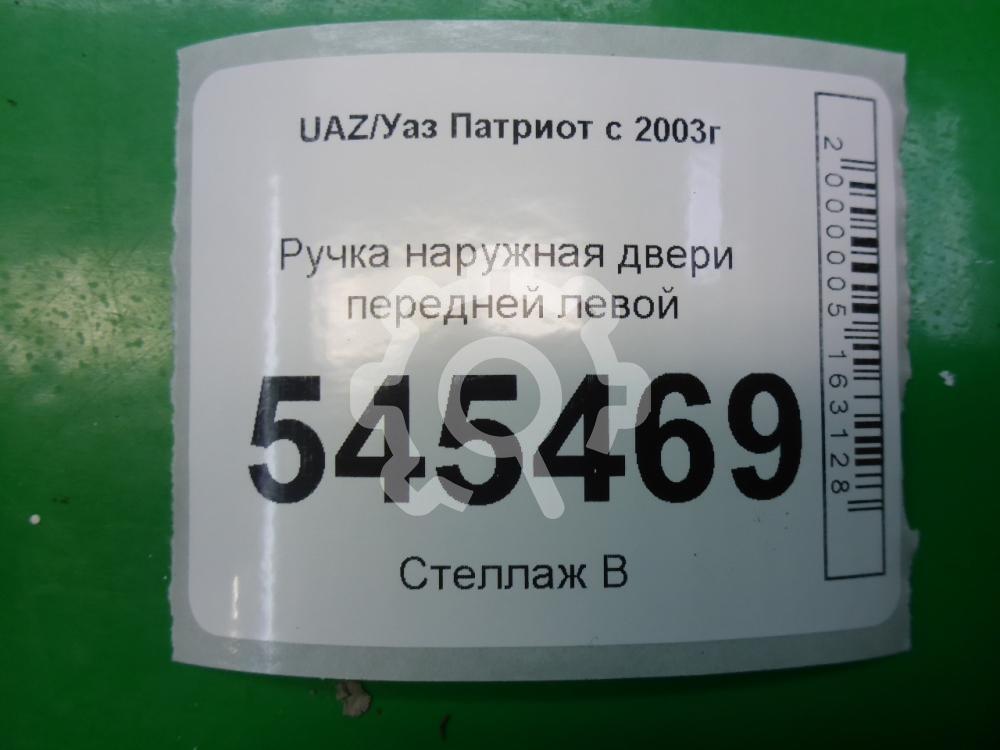 UAZ/Уаз Патриот с 2003г
Ручка наружная двери
передней левой
545469
Стеллаж В
2000005163128